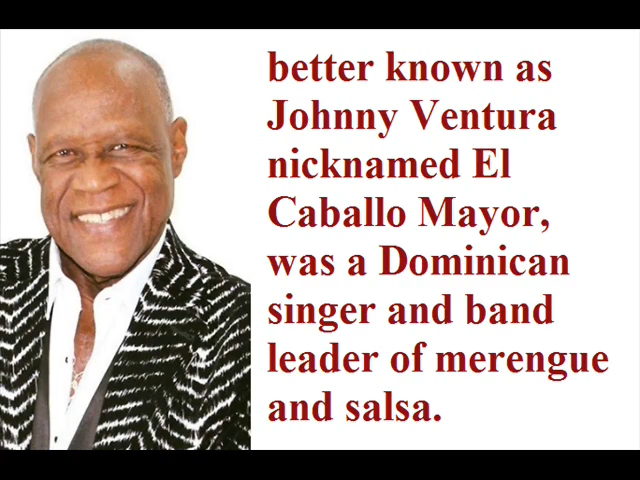 better known as
Johnny Ventura
nicknamed El
Caballo Mayor,
was a Dominican
singer and band
leader of merengue
and salsa.